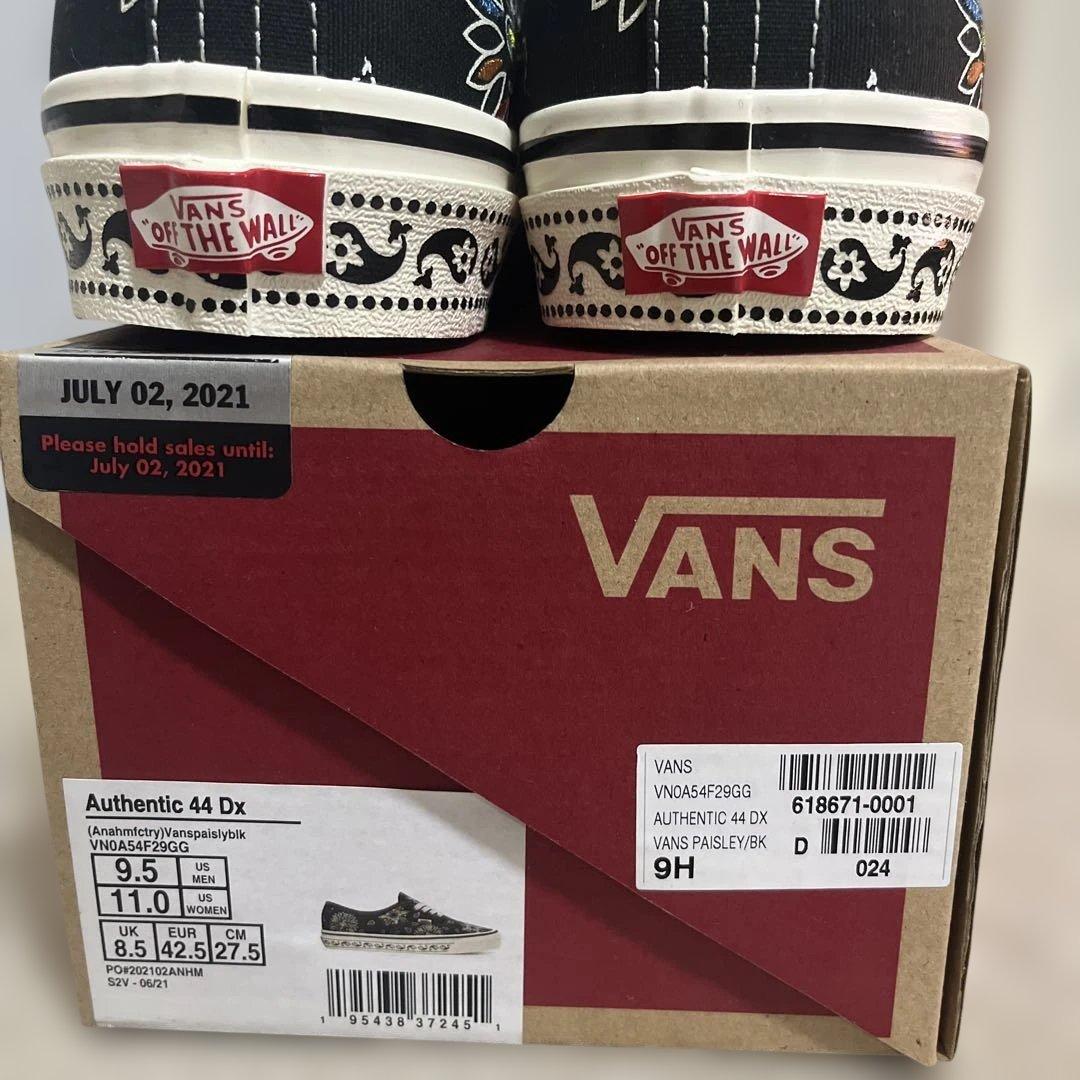 VANS
"OFF THE WALL"
VANS
"OFF THE WALL"
JULY 02, 2021
Please hold sales until:
July 02, 2021
VANS
VANS
VN0A54F29GG
AUTHENTIC 44 DX
VANS PAISLEY/BK
9H
618671-0001
D
024
Authentic 44 Dx
(Anahmfctry)Vanspaislyblk
VN0A54F29GG
9.5 US MEN
11.0 US WOMEN
UK EUR CM
8.5 42.5 27.5
PO#202102ANHM
S2V - 06/21
1 95438 37245 1